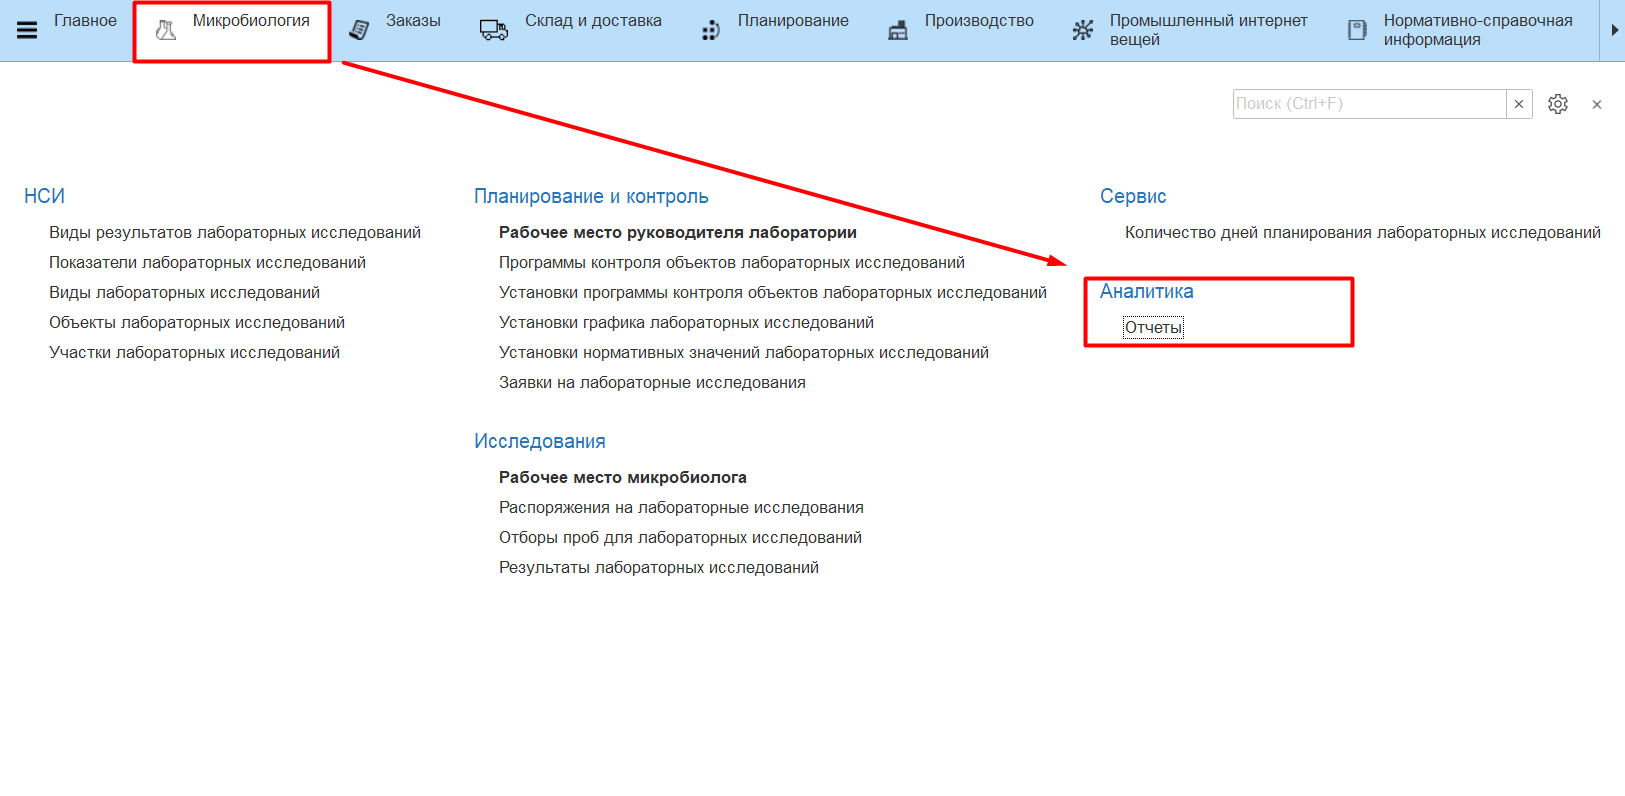 Главное
Микробиология
Заказы
Склад и доставка
Планирование
Производство
Промышленный интернет
вещей
Нормативно-справочная
информация
Поиск (Ctrl+F)
НСИ
Виды результатов лабораторных исследований
Показатели лабораторных исследований
Виды лабораторных исследований
Объекты лабораторных исследований
Участки лабораторных исследований
Планирование и контроль
Рабочее место руководителя лаборатории
Программы контроля объектов лабораторных исследований
Установки программы контроля объектов лабораторных исследований
Установки графика лабораторных исследований
Установки нормативных значений лабораторных исследований
Заявки на лабораторные исследования
Исследования
Рабочее место микробиолога
Распоряжения на лабораторные исследования
Отборы проб для лабораторных исследований
Результаты лабораторных исследований
Сервис
Количество дней планирования лабораторных исследований
Аналитика
Отчеты